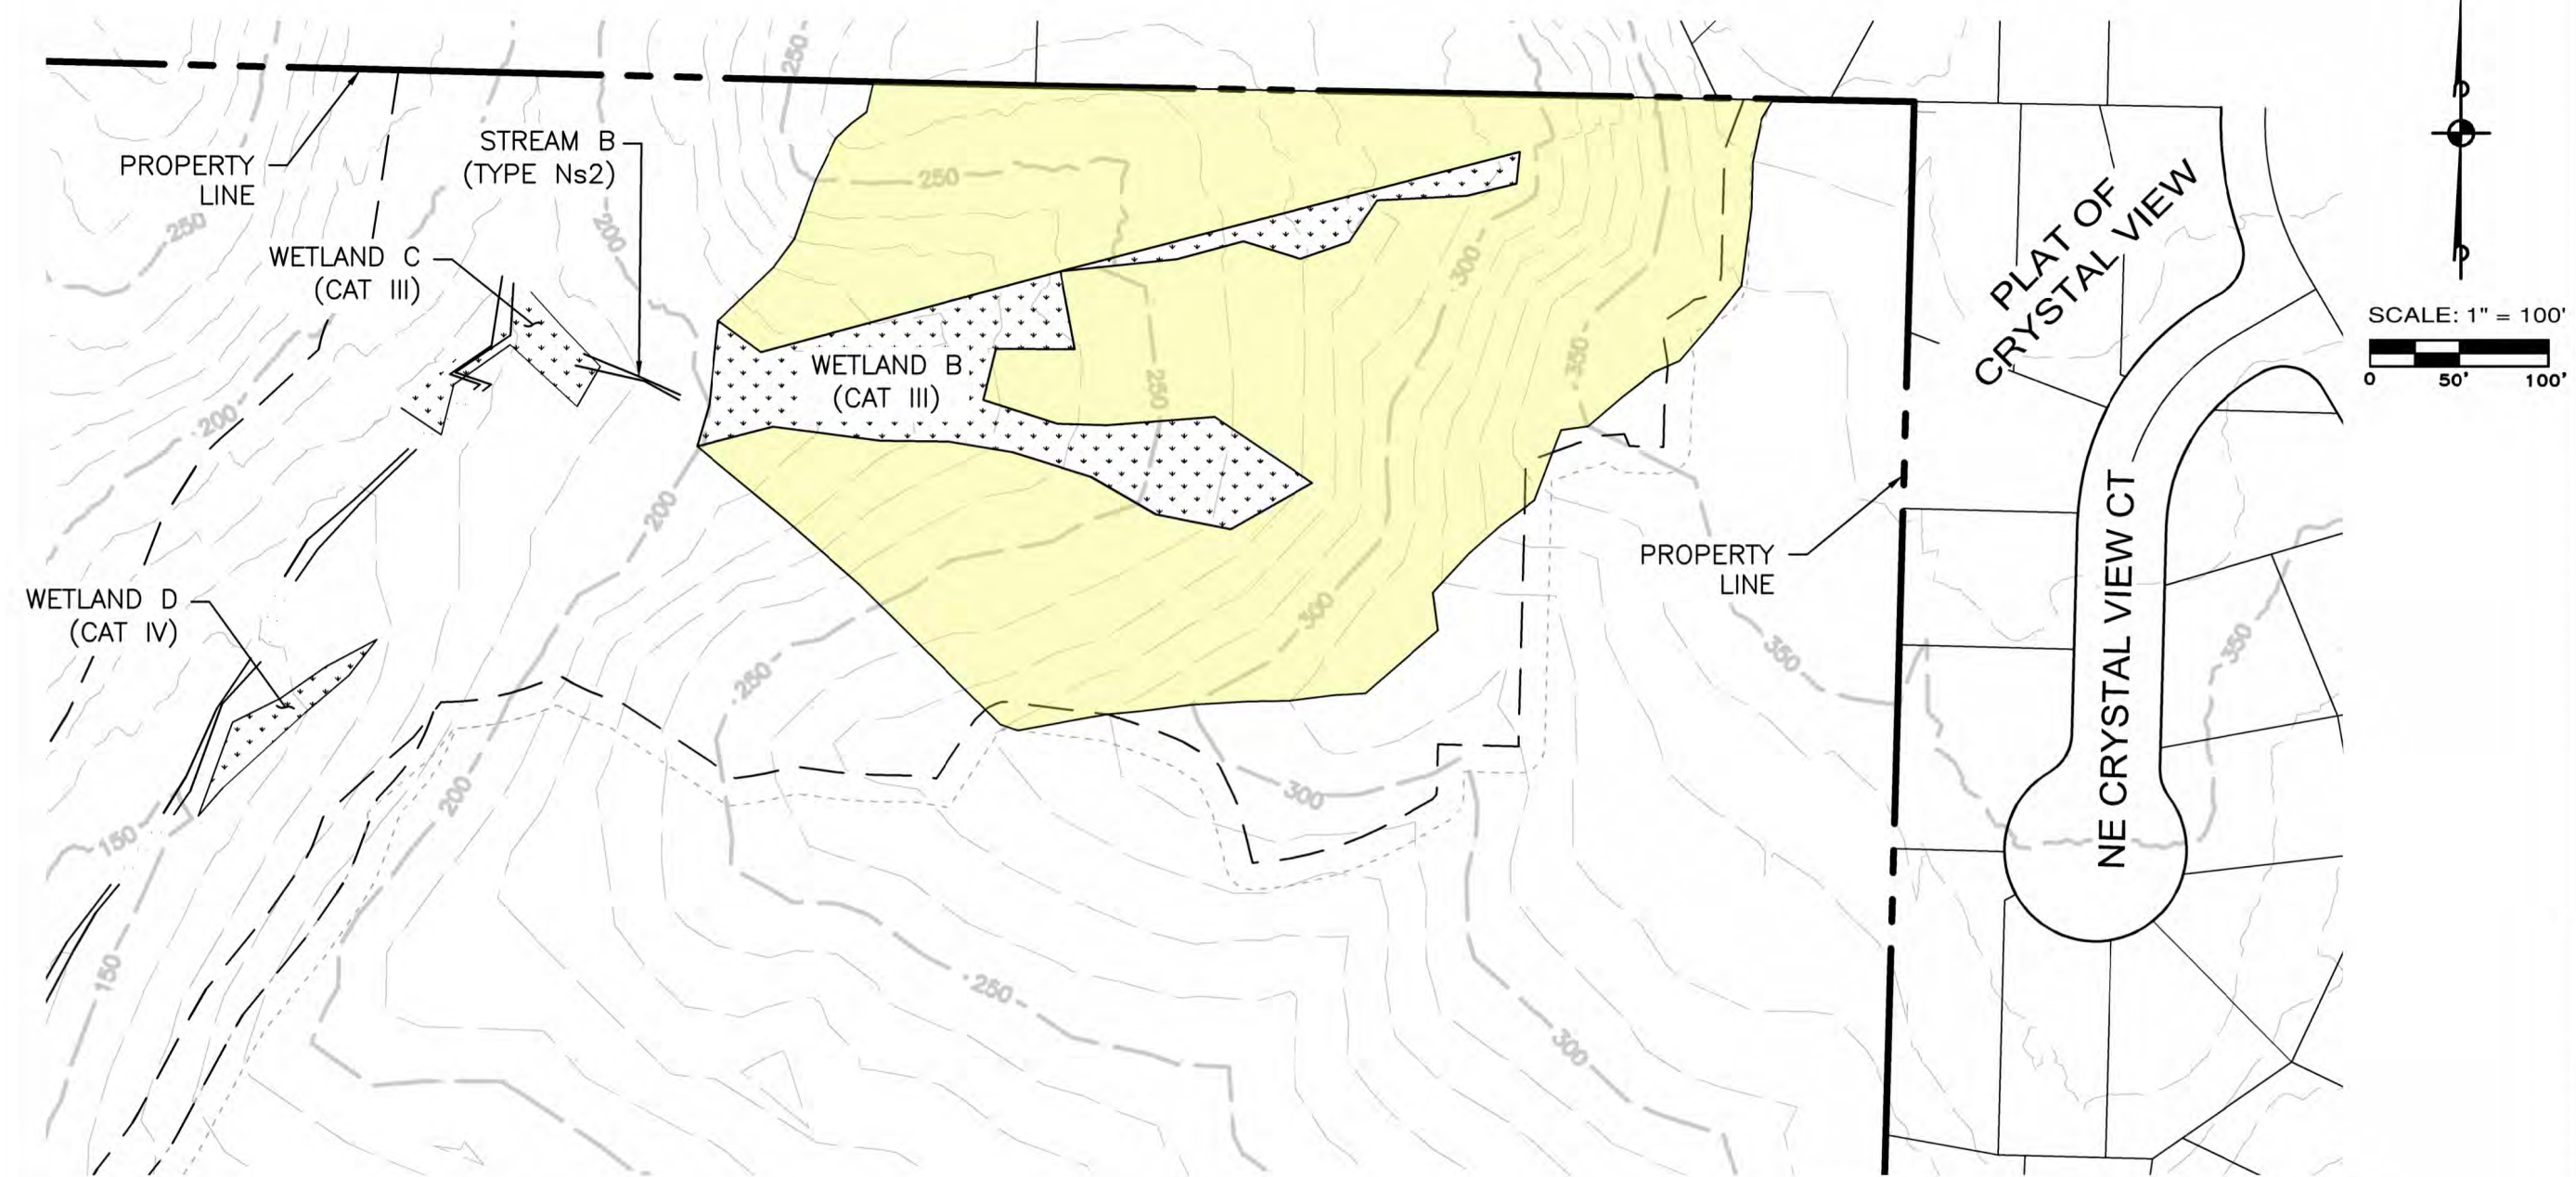 250
STREAM B
(TYPE Ns2)
PROPERTY
LINE
250
200
250
WETLAND C
(CAT III)
300
350
PLAT OF
CRYSTAL VIEW
SCALE: 1" = 100'
0 50' 100'
WETLAND B
(CAT III)
250
200
200
PROPERTY
LINE
NE CRYSTAL VIEW CT
WETLAND D
(CAT IV)
300
250
350
350
200
300
150
150
250
300